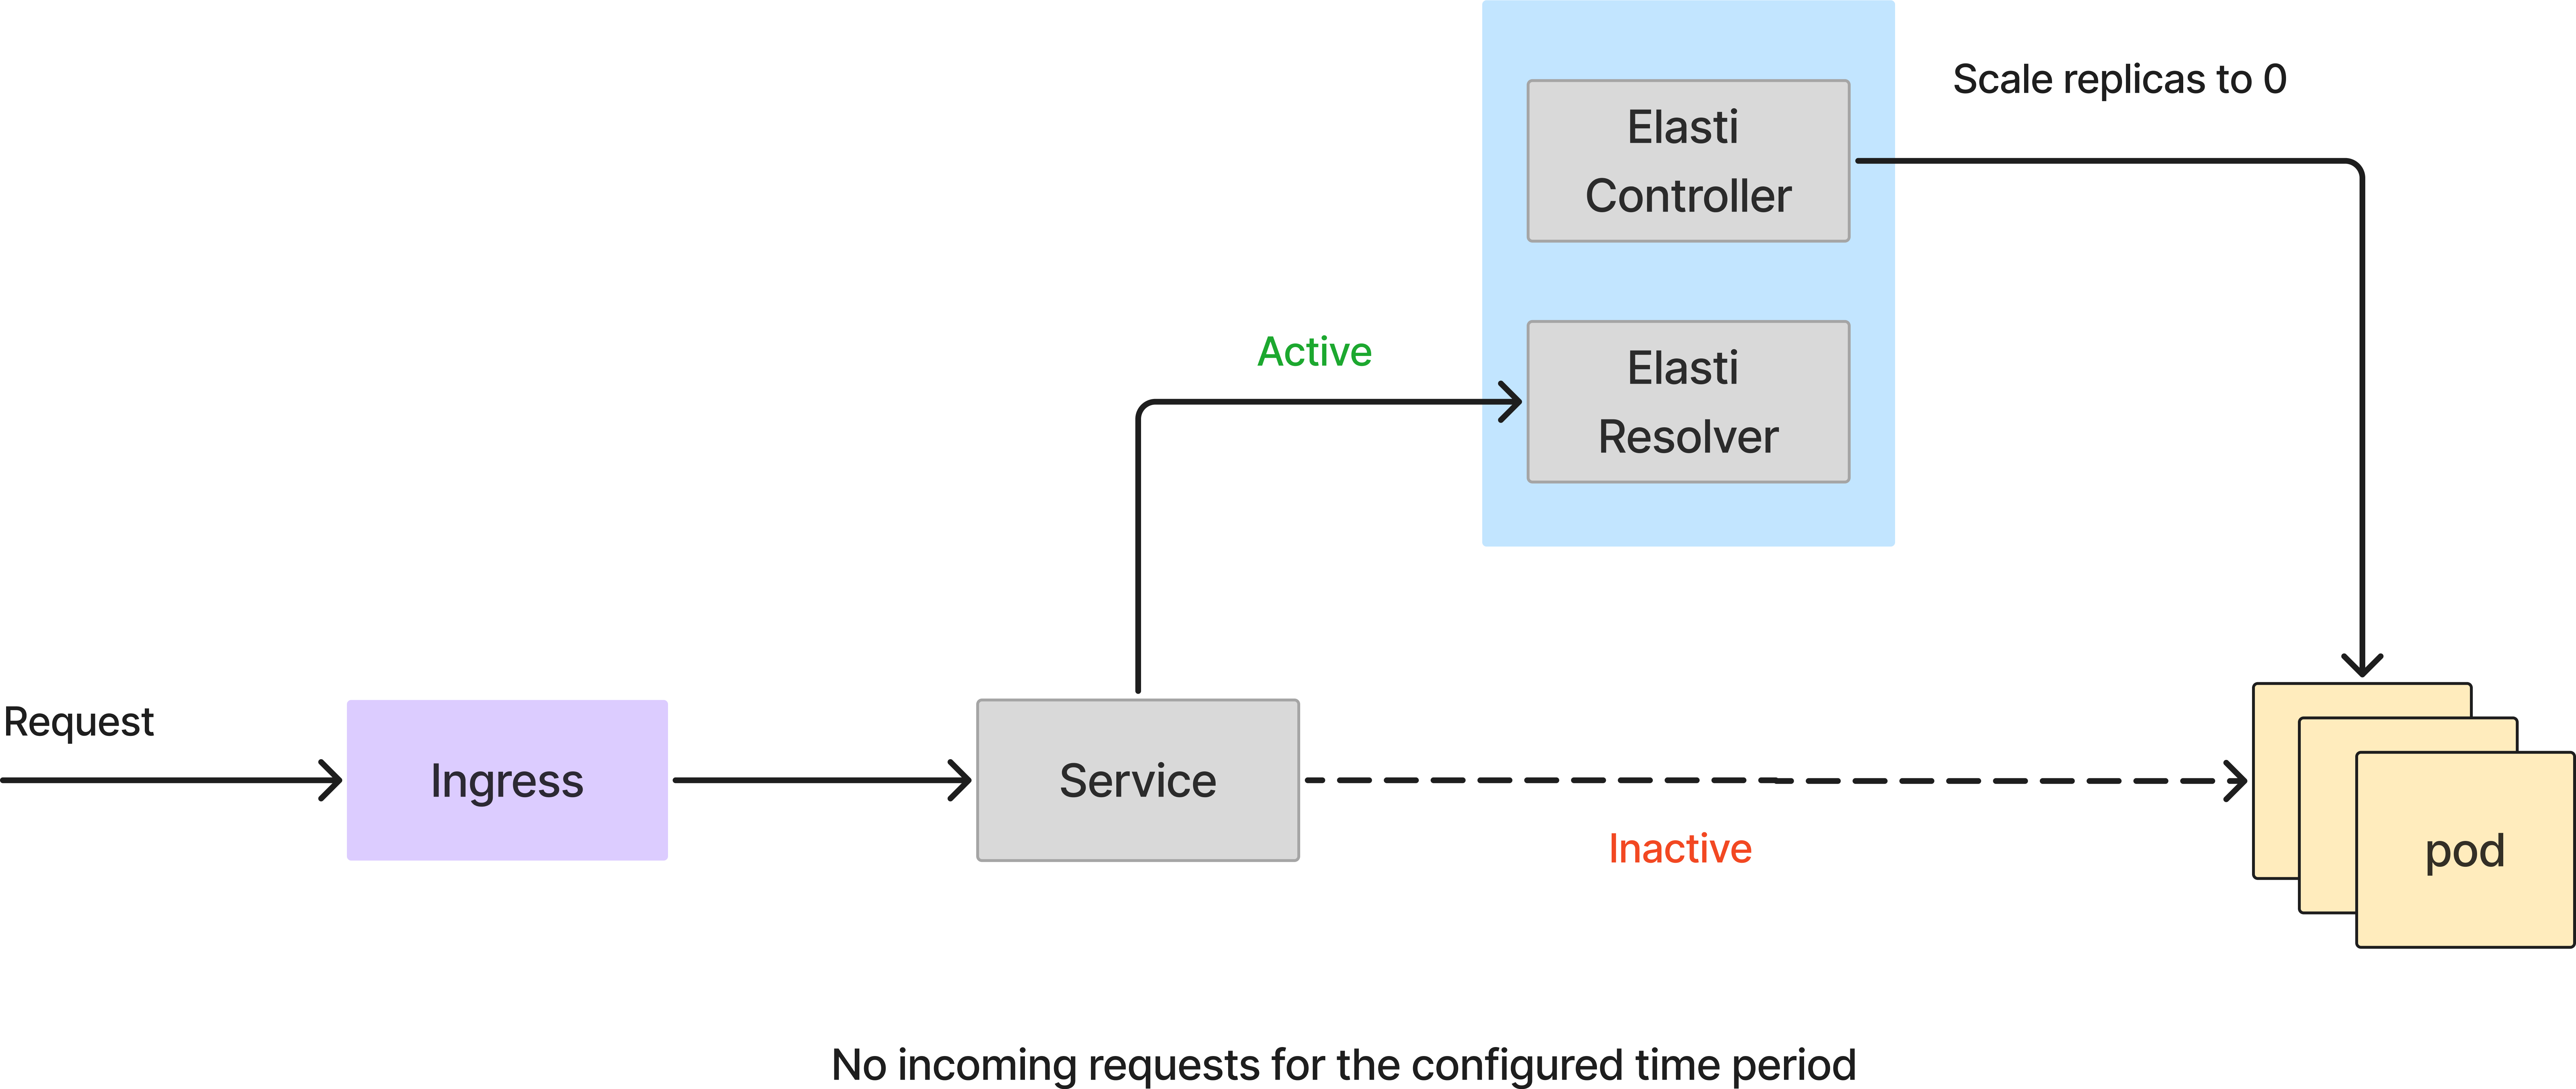 Scale replicas to 0
Elasti
Controller
Active
Elasti
Resolver
Request
Ingress
Service
Inactive
pod
No incoming requests for the configured time period